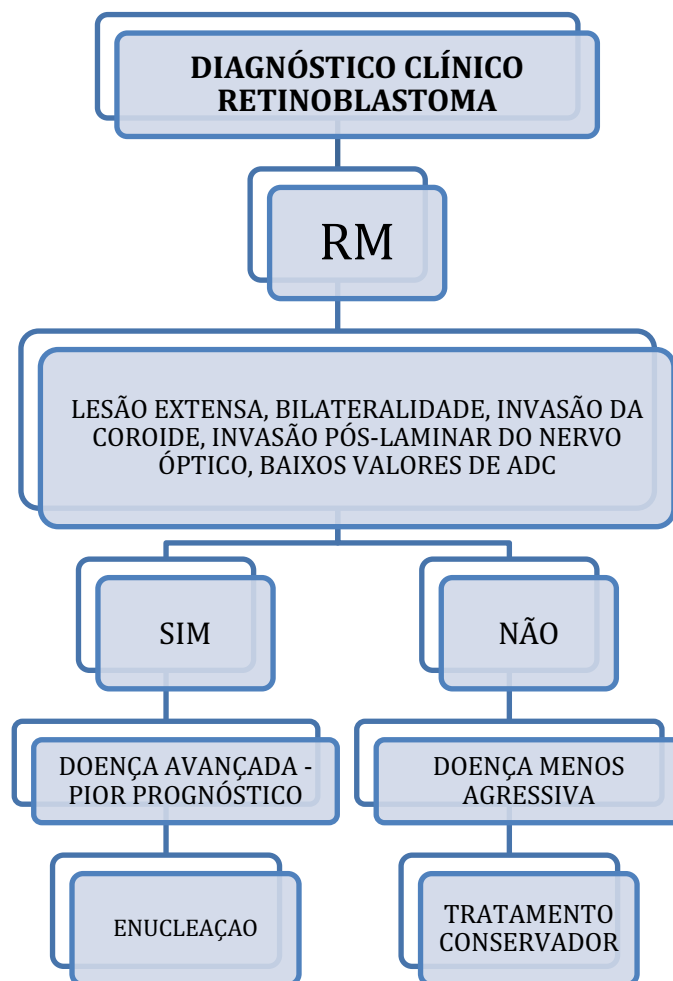 DIAGNÓSTICO CLÍNICO
RETINOBLASTOMA
RM
LESÃO EXTENSA, BILATERALIDADE, INVASÃO DA
COROIDE, INVASÃO PÓS-LAMINAR DO NERVO
ÓPTICO, BAIXOS VALORES DE ADC
SIM
NÃO
DOENÇA AVANÇADA -
PIOR PROGNÓSTICO
DOENÇA MENOS
AGRESSIVA
ENUCLEAÇAO
TRATAMENTO
CONSERVADOR